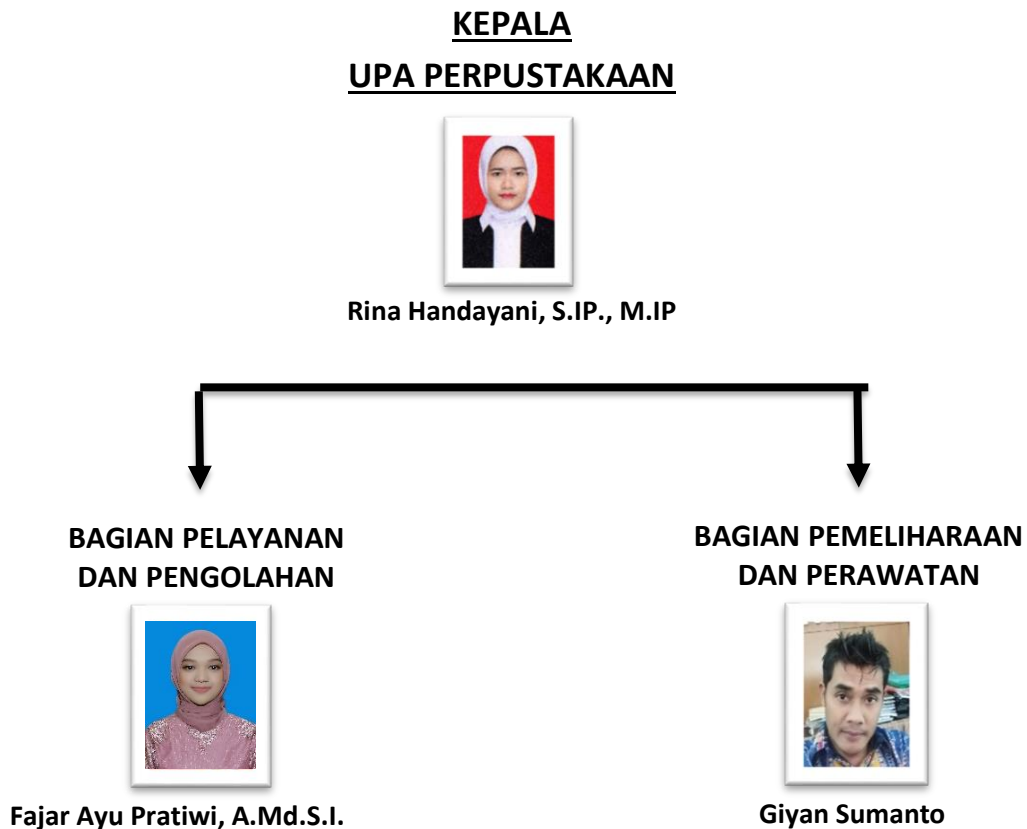 KEPALA
UPA PERPUSTAKAAN
Rina Handayani, S.IP., M.IP
BAGIAN PELAYANAN
DAN PENGOLAHAN
Fajar Ayu Pratiwi, A.Md.S.I.
BAGIAN PEMELIHARAAN
DAN PERAWATAN
Giyan Sumanto